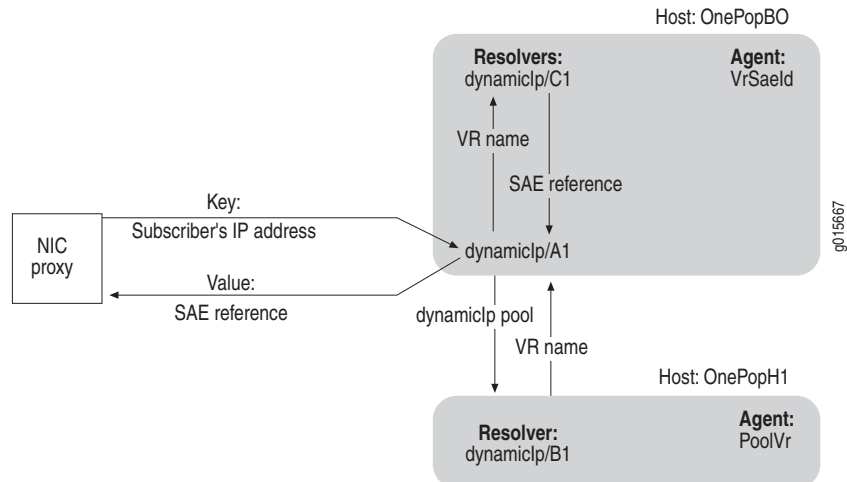 Host: OnePopBO
Resolvers:
dynamicIp/C1
Agent:
VrSaeId
VR name
SAE reference
Key:
Subscriber's IP address
NIC
proxy
dynamicIp/A1
Value:
SAE reference
dynamicIp pool
VR name
g015667
Host: OnePopH1
Resolver:
dynamicIp/B1
Agent:
PoolVr